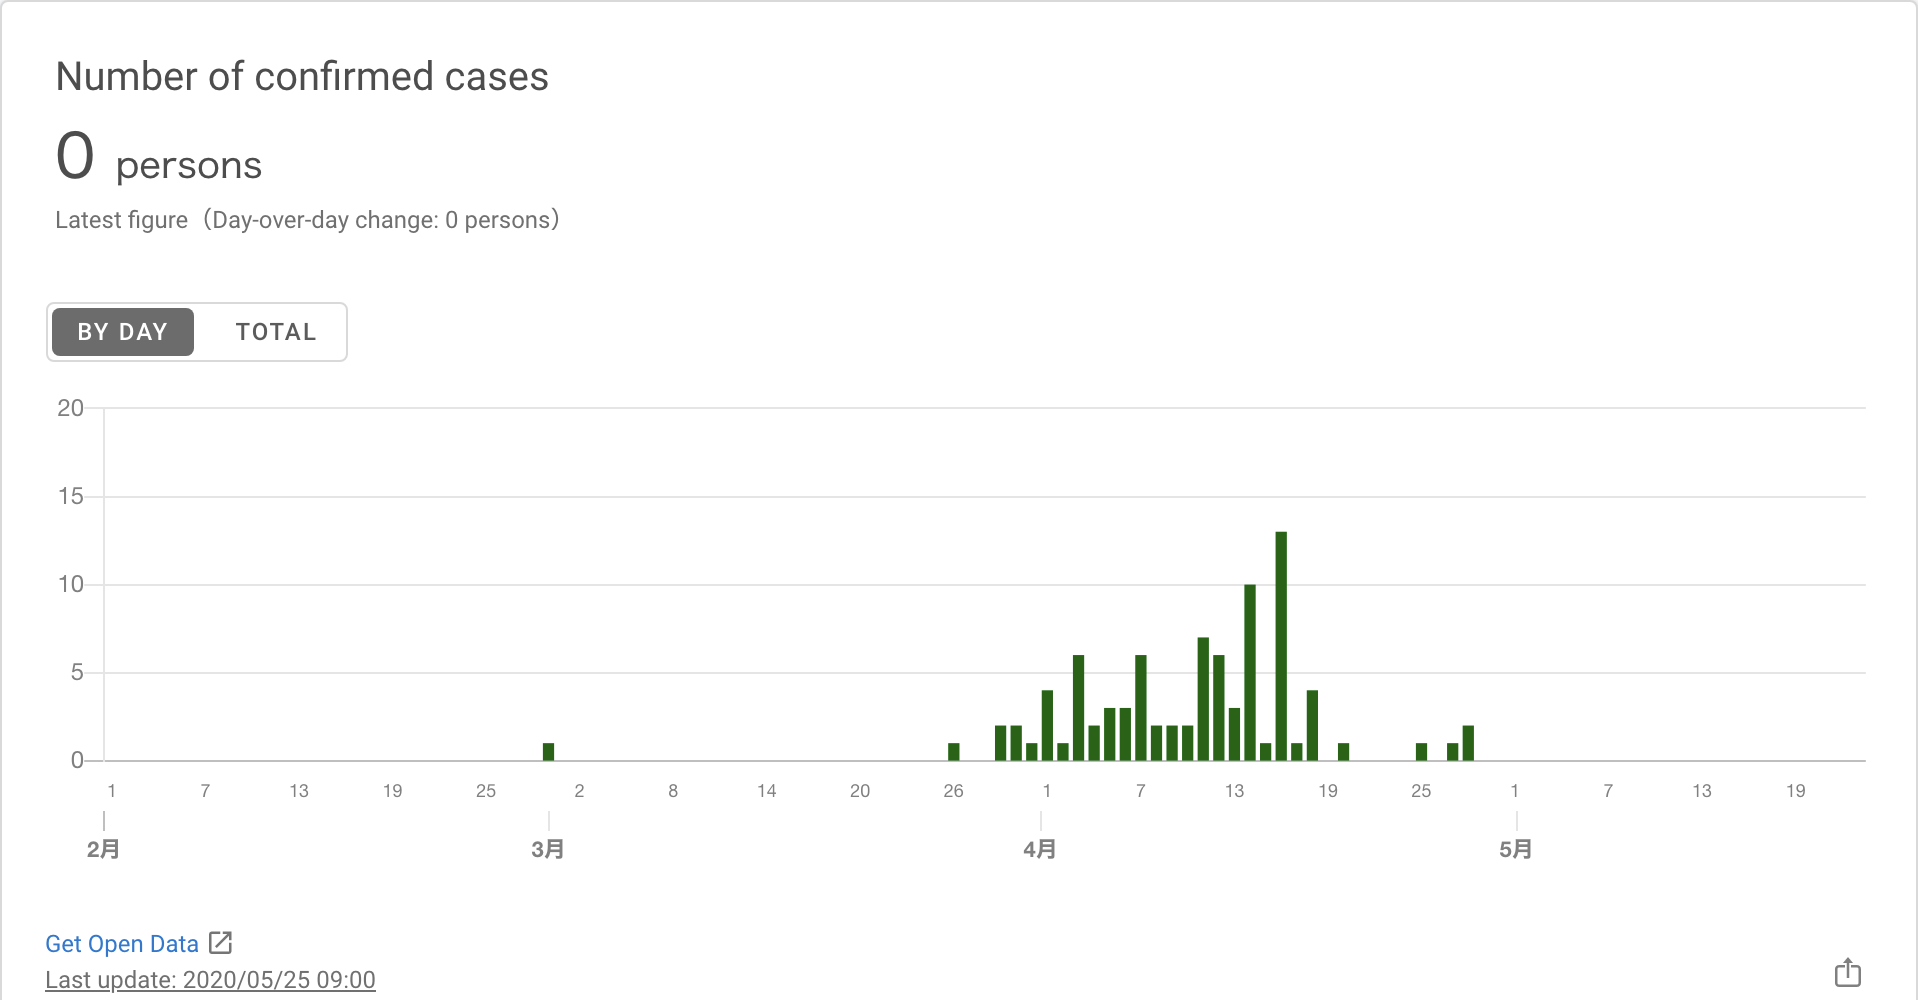 Number of confirmed cases
0 persons
Latest figure（Day-over-day change: 0 persons）
BY DAY TOTAL
20
15
10
5
0
1 7 13 19 25 2 8 14 20 26 1 7 13 19 25 1 7 13 19
2月 3月 4月 5月
Get Open Data
Last update: 2020/05/25 09:00